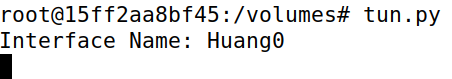 root@15ff2aa8bf45:/volumes# tun.py
Interface Name: Huang0